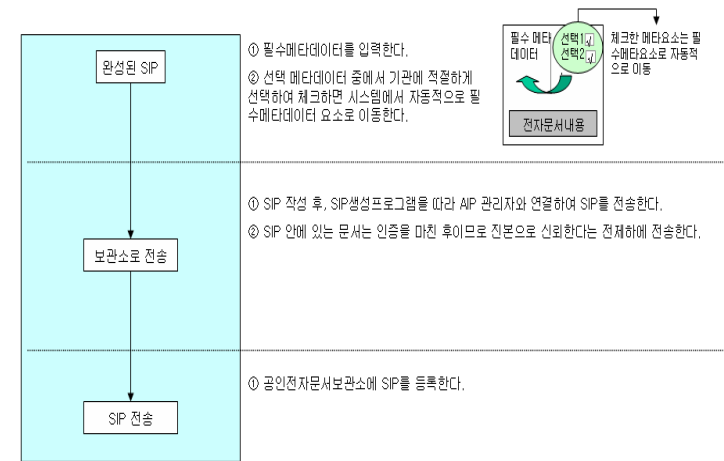 완성된 SIP
① 필수메타데이터를 입력한다.
② 선택 메타데이터 중에서 기관에 적절하게
선택하여 체크하면 시스템에서 자동적으로 필
수메타데이터 요소로 이동한다.
필수 메타
데이터
선택1
선택2
전자문서내용
체크한 메타요소는 필
수메타요소로 자동적
으로 이동
보관소로 전송
① SIP 작성 후, SIP생성프로그램을 따라 AIP 관리자와 연결하여 SIP를 전송한다.
② SIP 안에 있는 문서는 인증을 마친 후이므로 진본으로 신뢰한다는 전제하에 전송한다.
SIP 전송
① 공인전자문서보관소에 SIP를 등록한다.